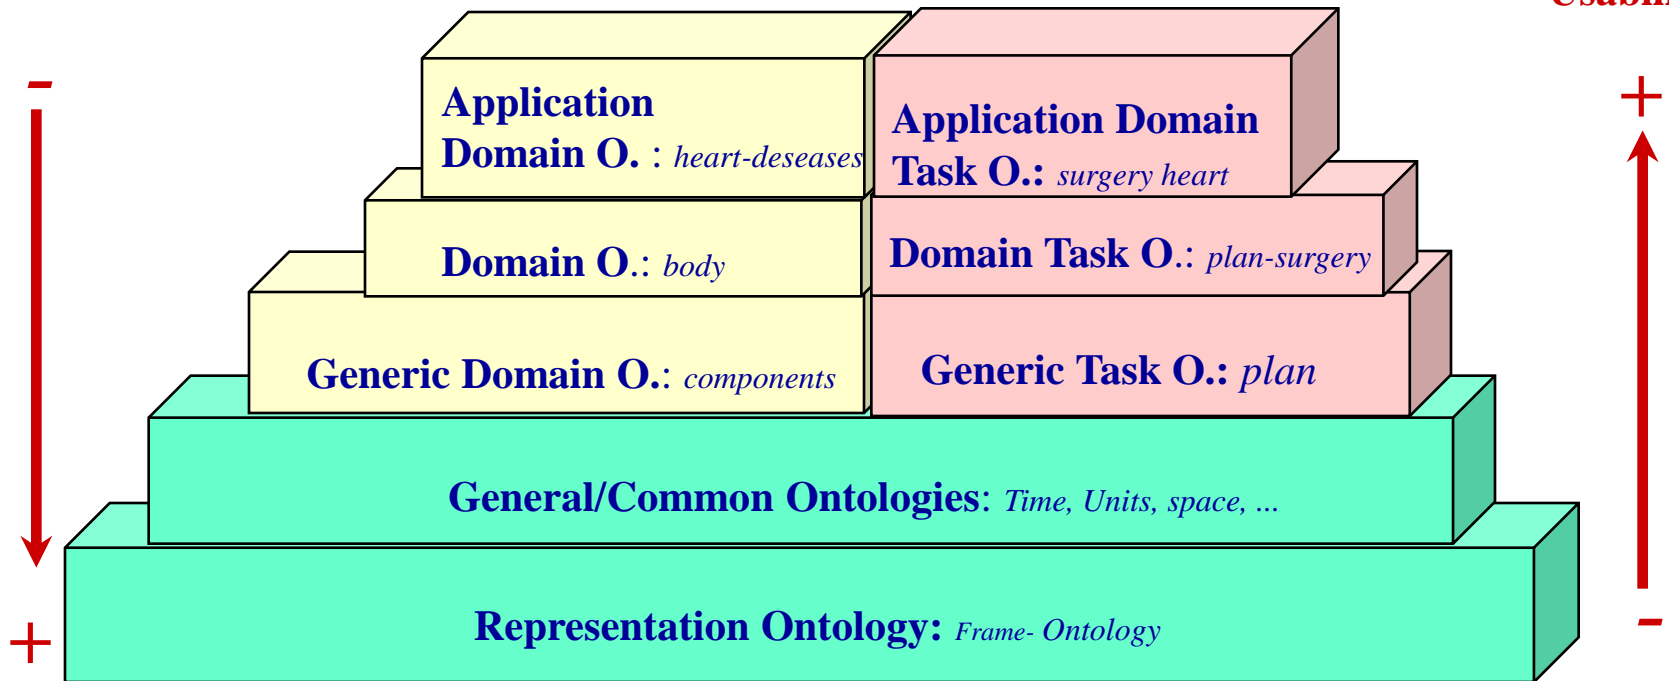 -
+
Application
Domain O. : heart-deseases
Application Domain
Task O.: surgery heart
Domain O.: body
Domain Task O.: plan-surgery
Generic Domain O.: components
Generic Task O.: plan
General/Common Ontologies: Time, Units, space, ...
Representation Ontology: Frame- Ontology
+
-